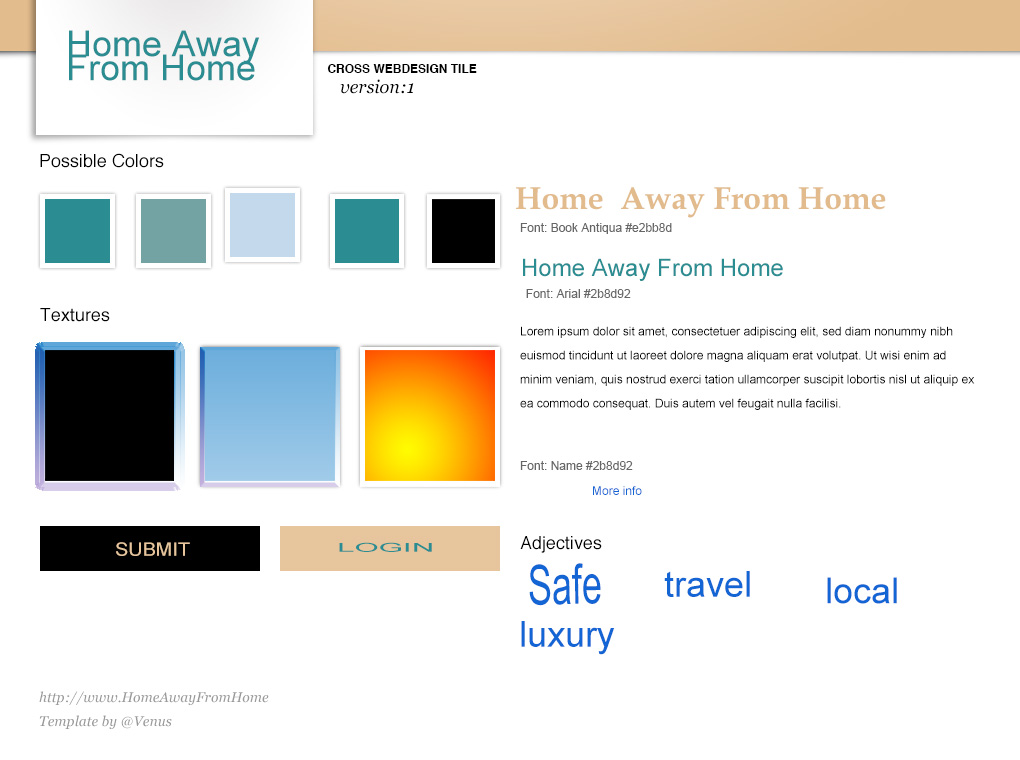 Home Away
From Home
CROSS WEBDESIGN TILE
version:1
Possible Colors
Textures
SUBMIT
LOGIN
Home Away From Home
Font: Book Antiqua #e2bb8d
Home Away From Home
Font: Arial #2b8d92
Lorem ipsum dolor sit amet, consectetuer adipiscing elit, sed diam nonummy nibh
euismod tincidunt ut laoreet dolore magna aliquam erat volutpat. Ut wisi enim ad
minim veniam, quis nostrud exerci tation ullamcorper suscipit lobortis nisl ut aliquip ex
ea commodo consequat. Duis autem vel feugait nulla facilisi.
Font: Name #2b8d92
More info
Adjectives
Safe travel local
luxury
http://www.HomeAwayFromHome
Template by @Venus